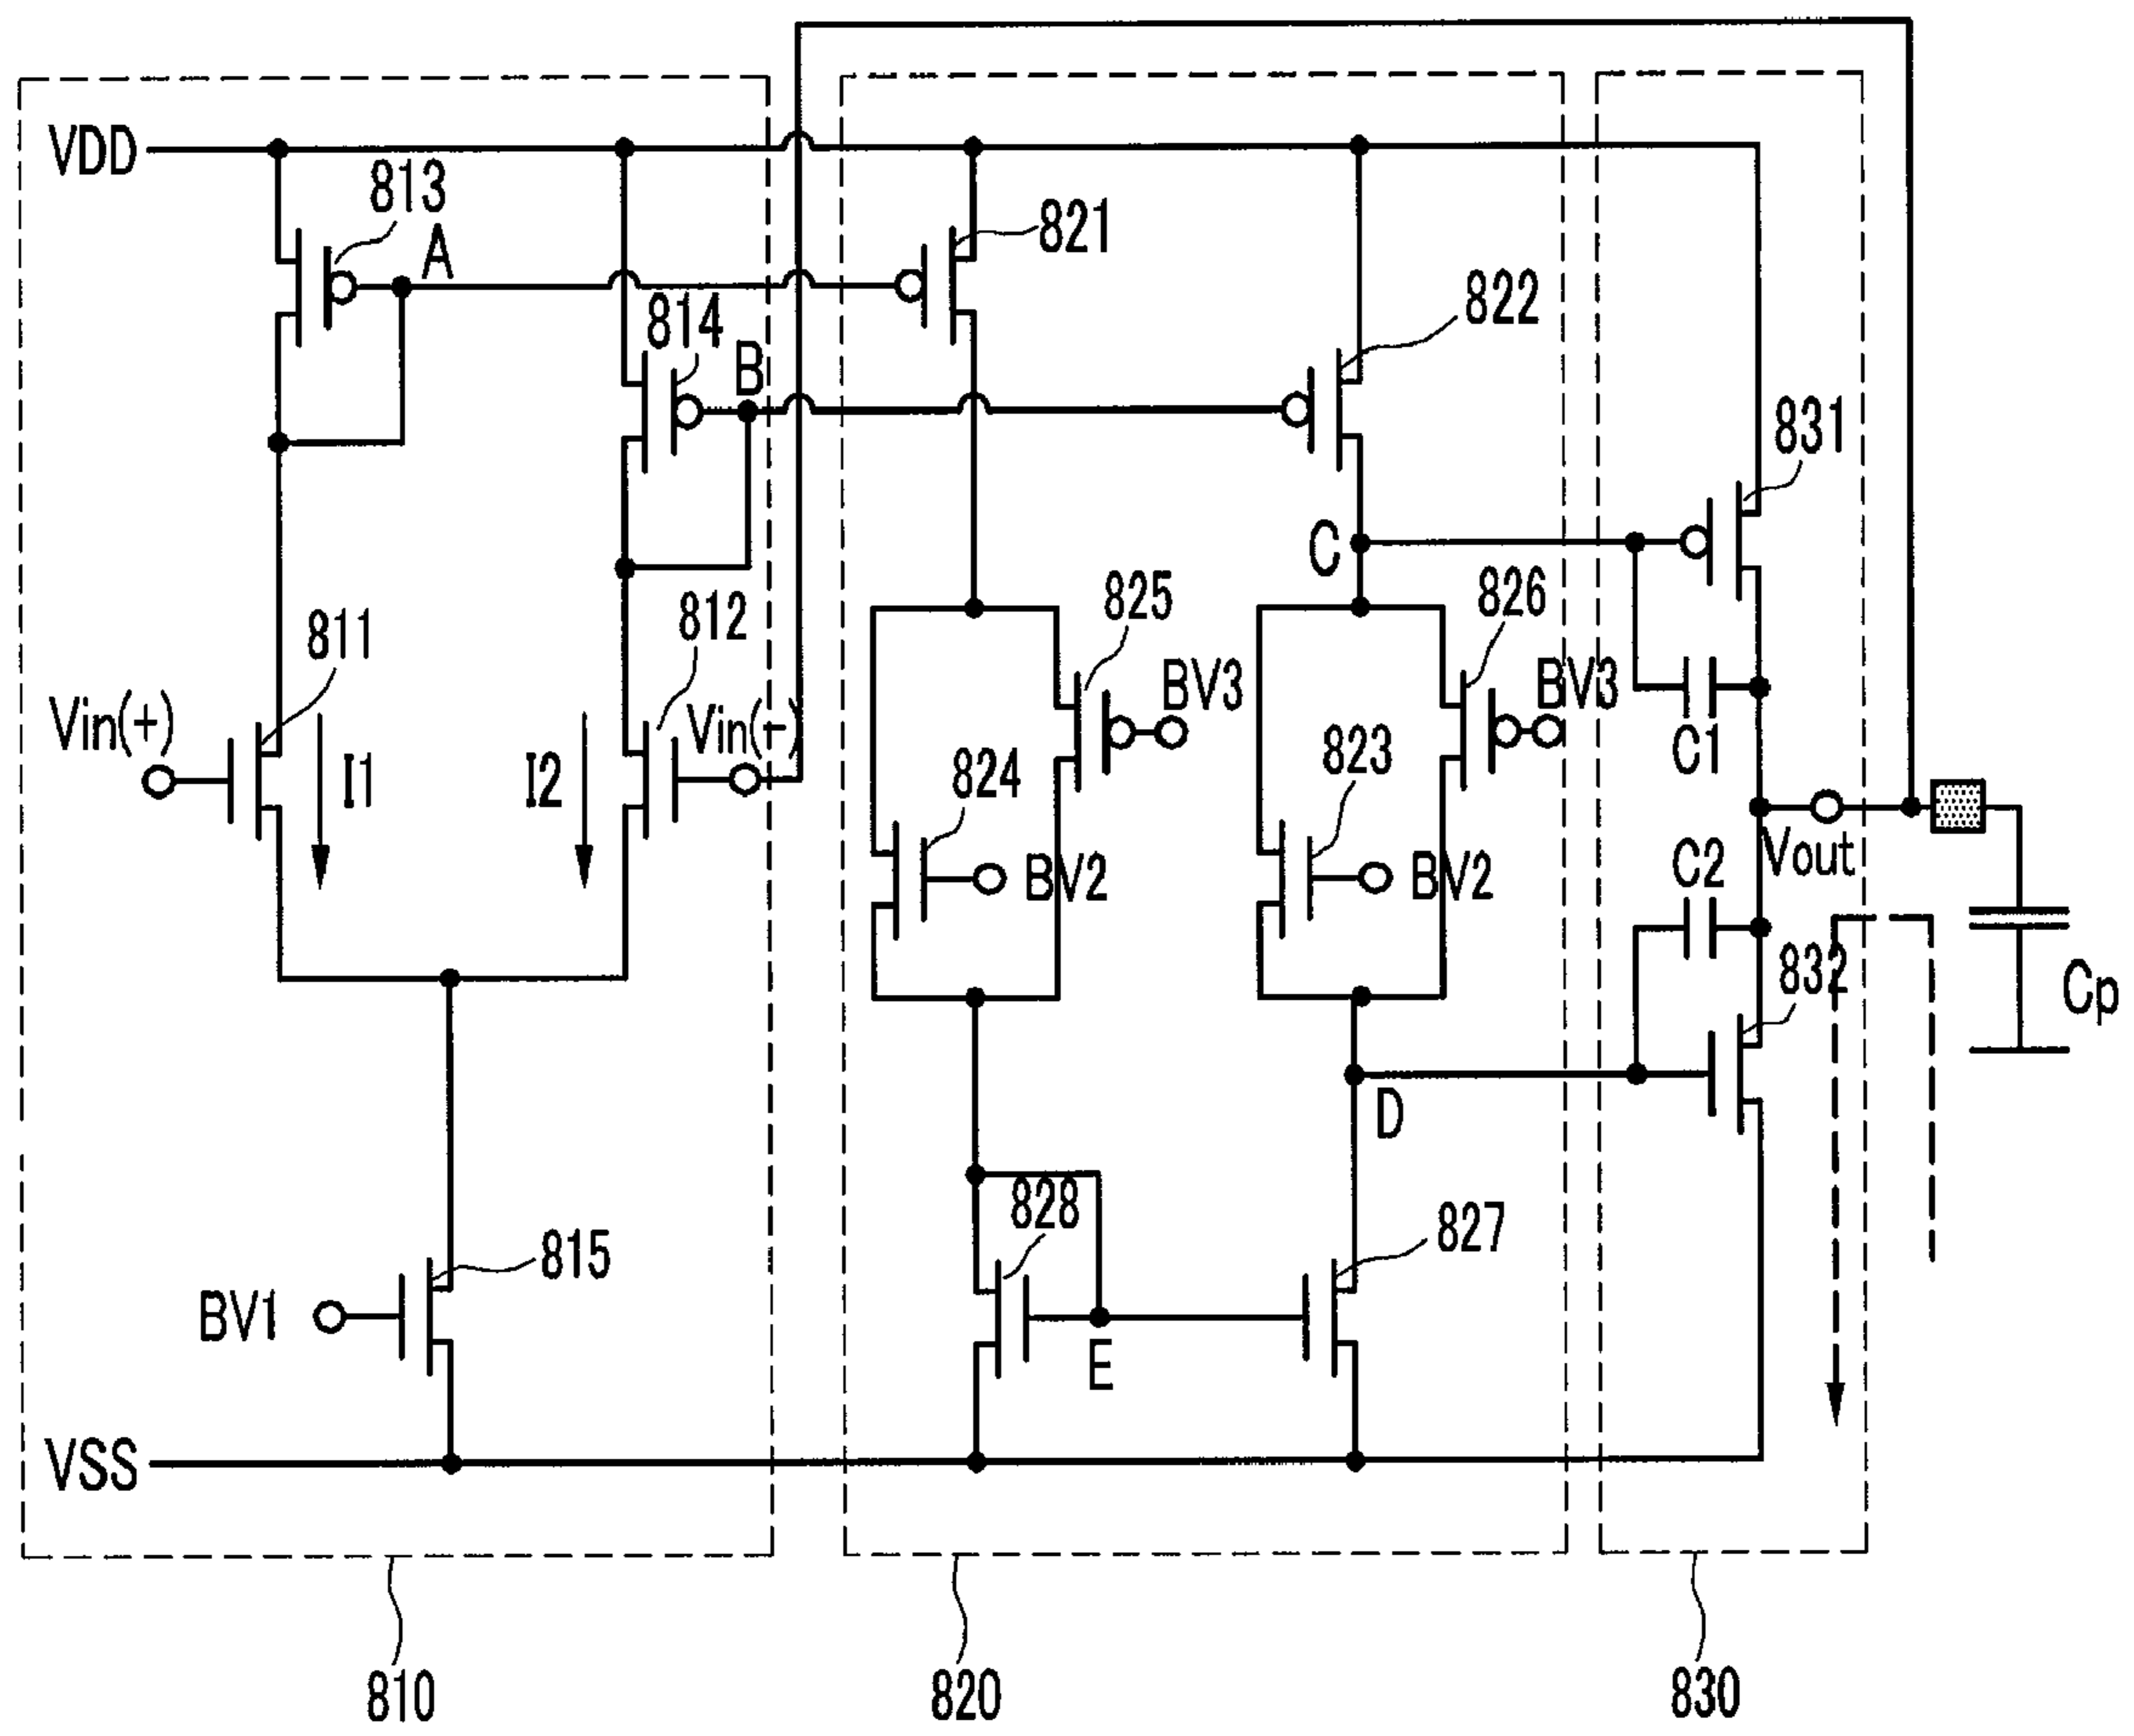 VDD
813
A
821
822
814
B
831
C
825
826
811
812
BV3
BV3
Vin(+)
Vin(-)
I1
I2
824
823
C1
BV2
BV2
Vout
C2
832
Cp
D
828
827
815
BV1
E
VSS
810
820
830